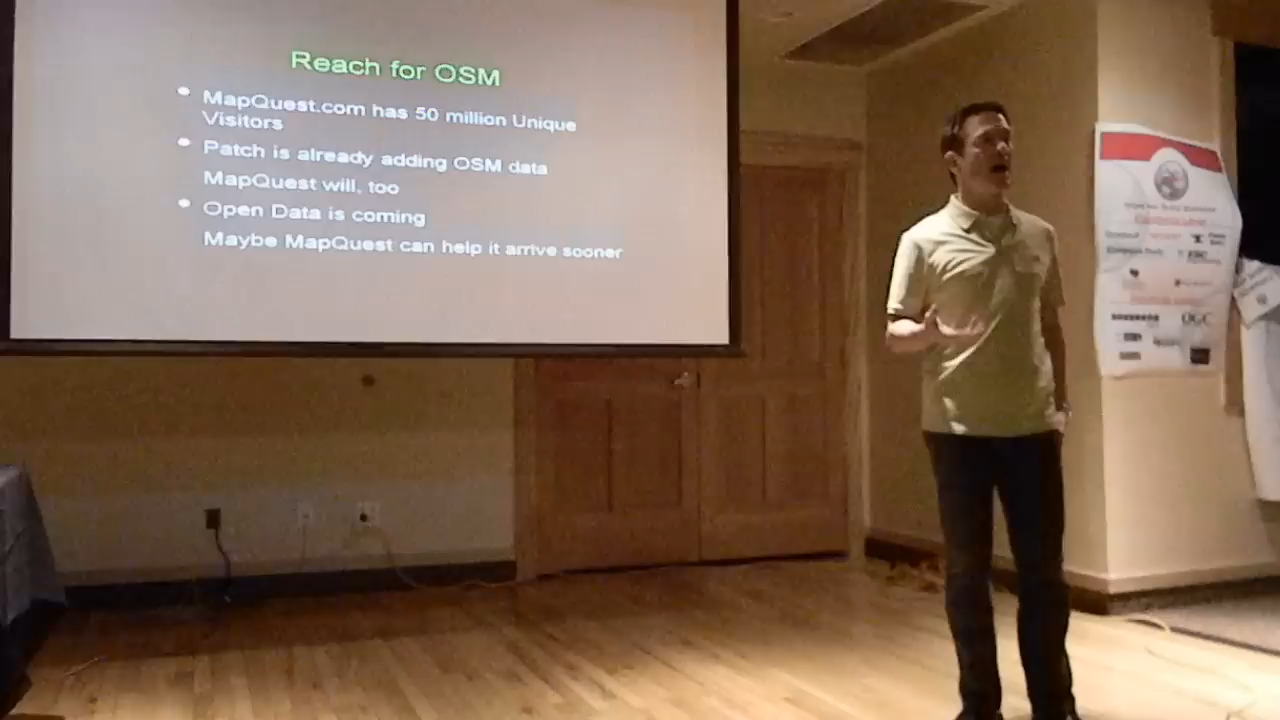 Reach for OSM
MapQuest.com has 50 million Unique
Visitors
Patch is already adding OSM data
MapQuest will, too
Open Data is coming
Maybe MapQuest can help it arrive sooner
OGC